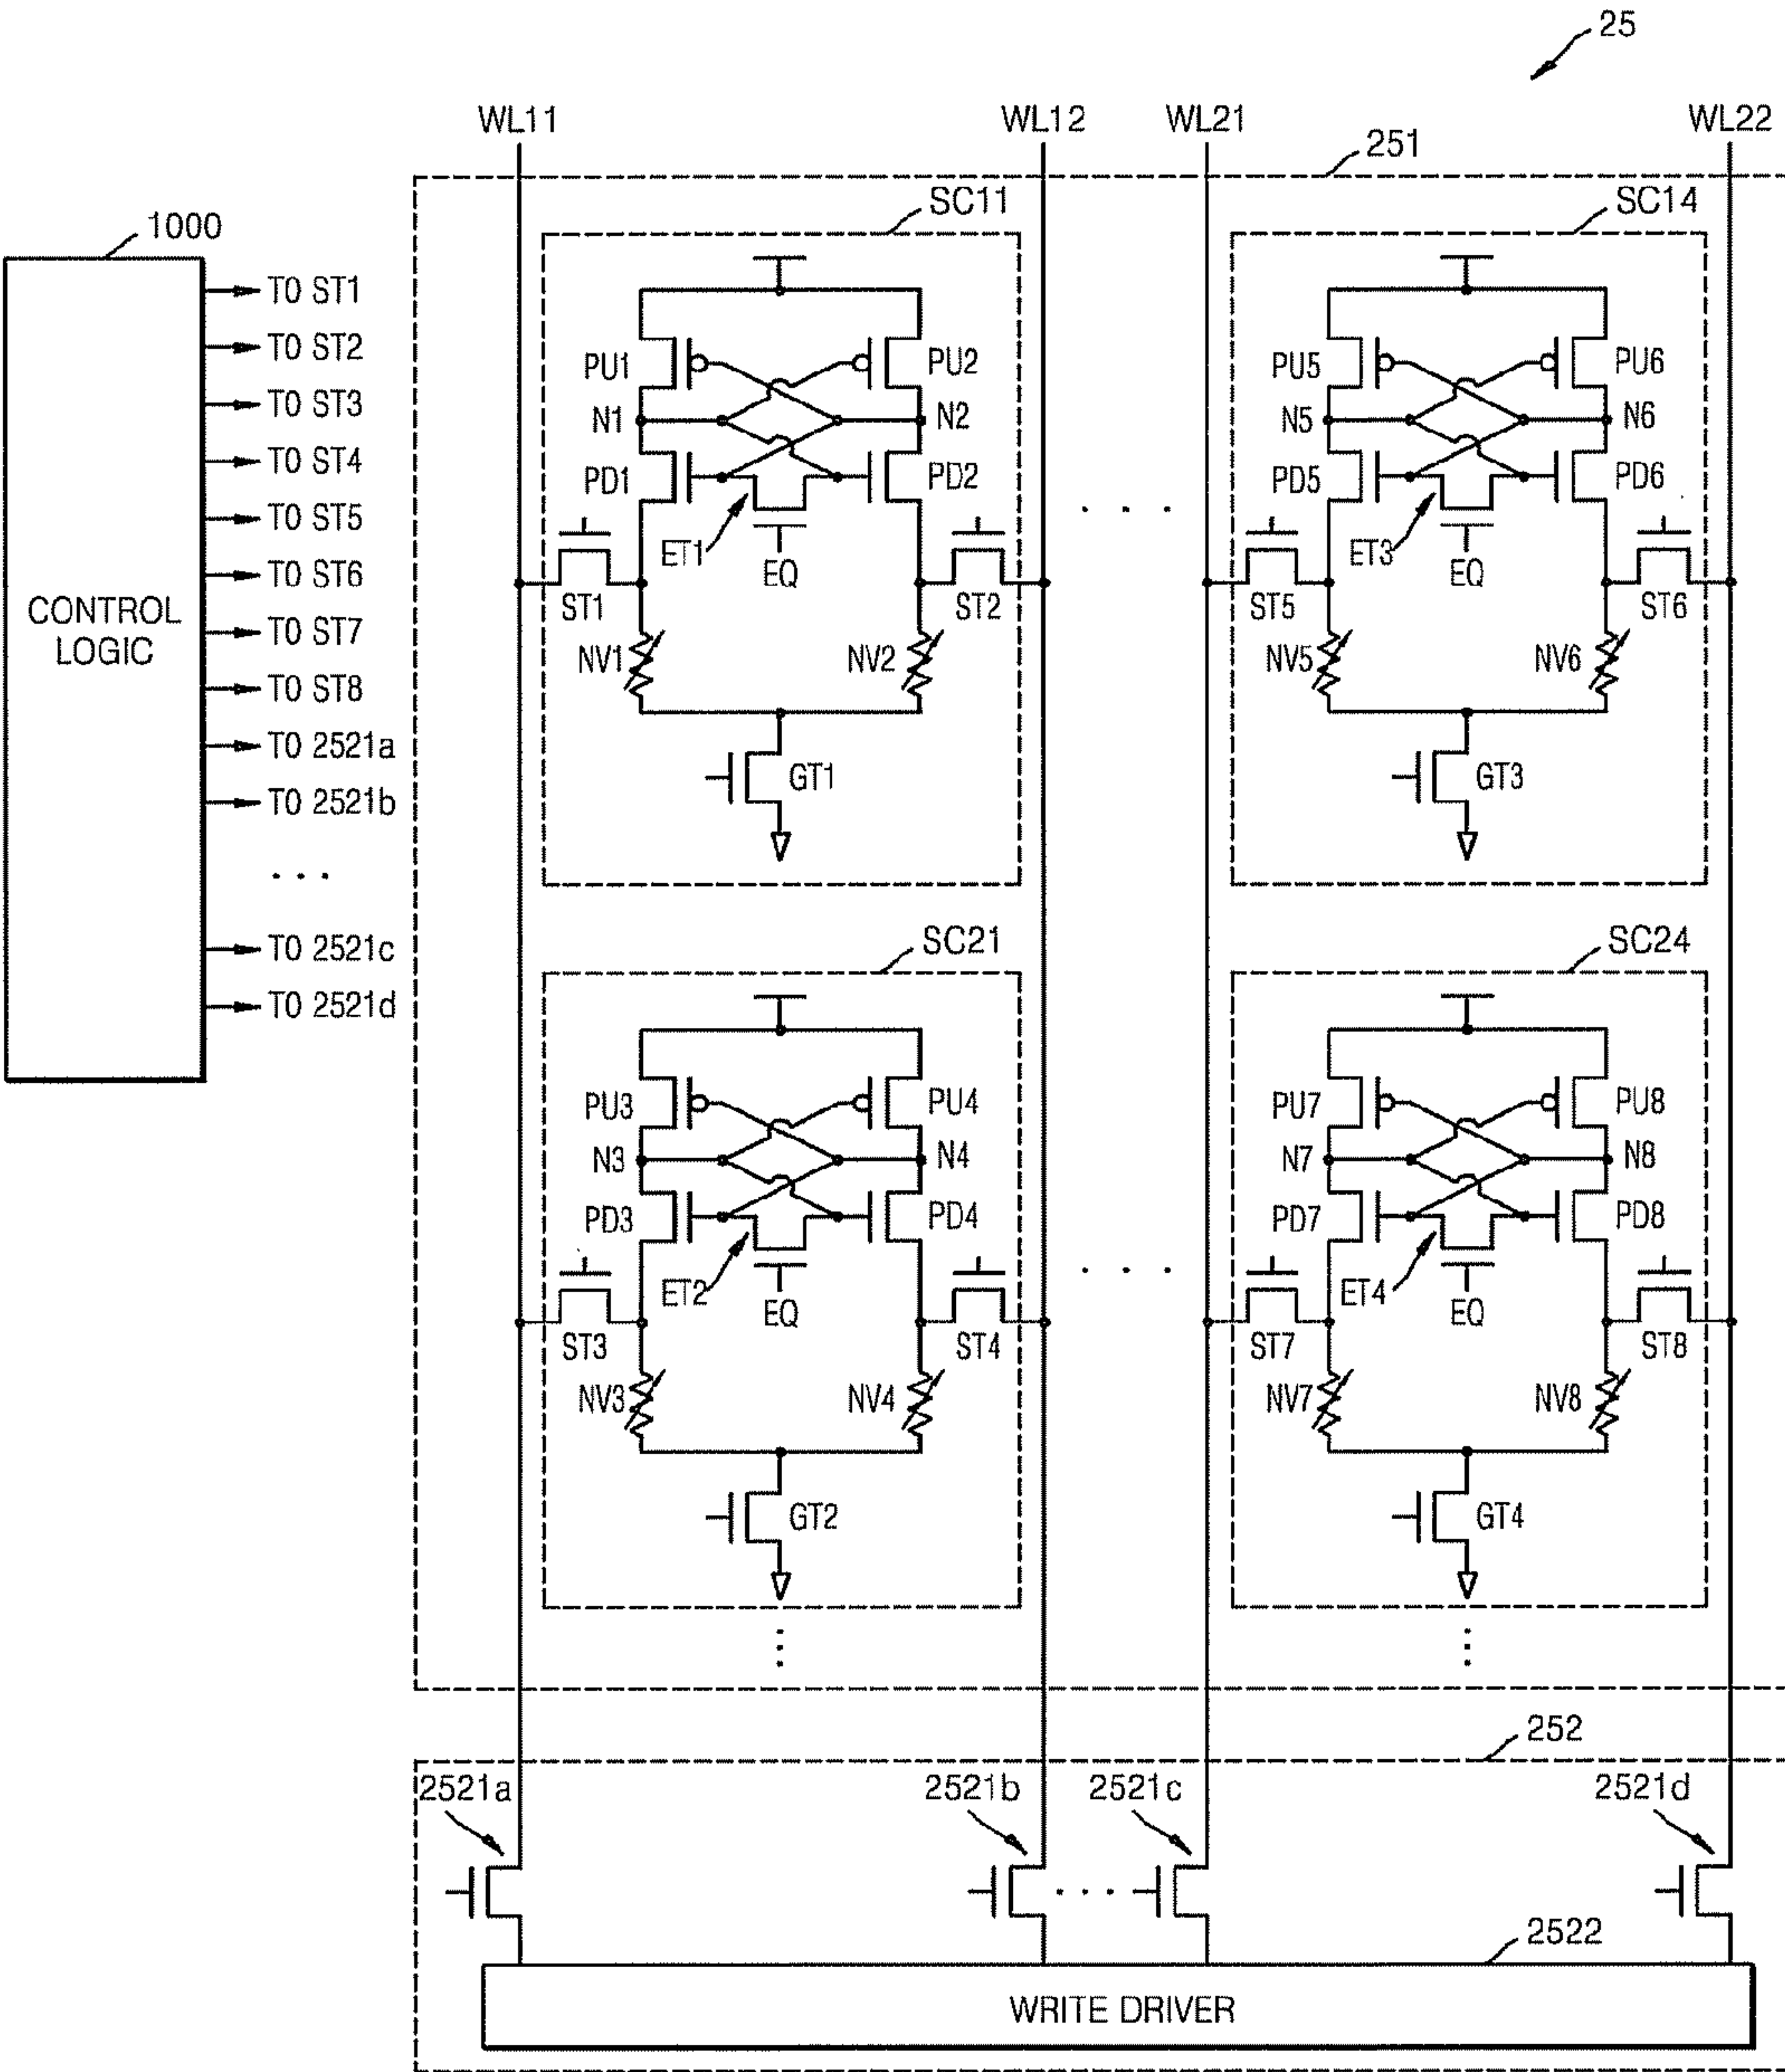 25
WL11 WL12 WL21 WL22
251
SC11 SC14
1000
CONTROL
LOGIC
TO ST1
TO ST2
TO ST3
TO ST4
TO ST5
TO ST6
TO ST7
TO ST8
TO 2521a
TO 2521b
. . .
TO 2521c
TO 2521d
PU1 PU2 PU5 PU6
N1 N2 N5 N6
PD1 PD2 PD5 PD6
. . .
ET1 EQ ET3 EQ
ST1 ST2 ST5 ST6
NV1 NV2 NV5 NV6
GT1 GT3
SC21 SC24
PU3 PU4 PU7 PU8
N3 N4 N7 N8
PD3 PD4 PD7 PD8
. . .
ET2 EQ ET4 EQ
ST3 ST4 ST7 ST8
NV3 NV4 NV7 NV8
GT2 GT4
252
2521a 2521b 2521c 2521d
2522
WRITE DRIVER